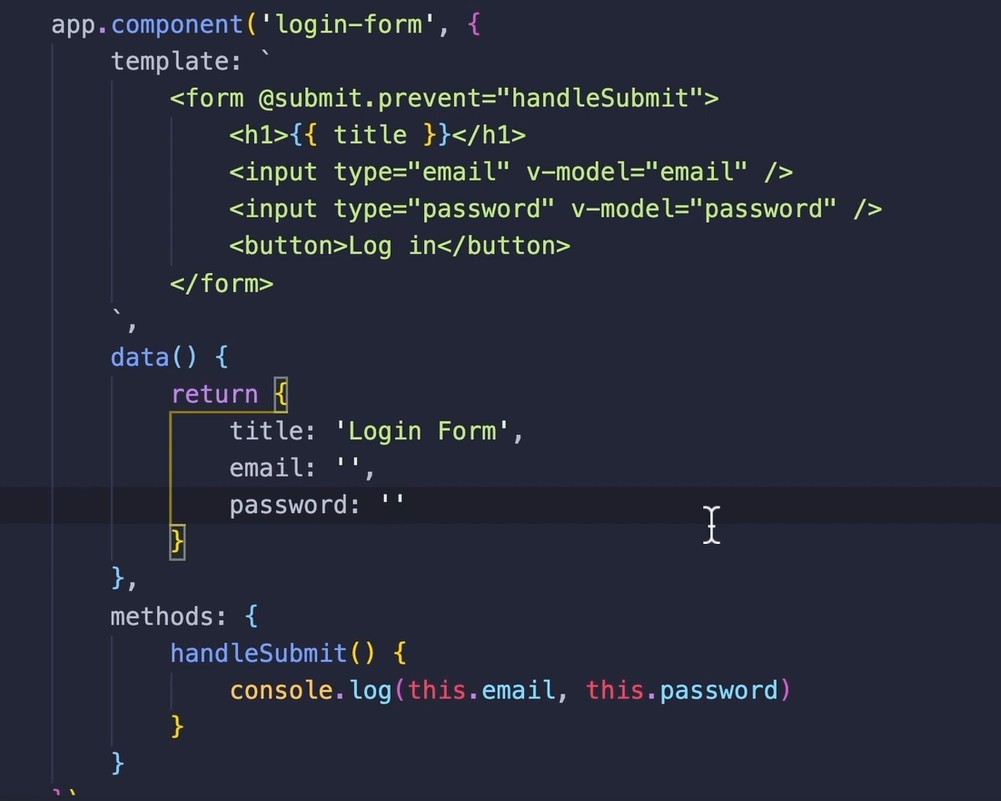 app.component('login-form', {
template: `
<form @submit.prevent="handleSubmit">
<h1>{{ title }}</h1>
<input type="email" v-model="email" />
<input type="password" v-model="password" />
<button>Log in</button>
</form>
`,
data() {
return {
title: 'Login Form',
email: '',
password: ''
}
},
methods: {
handleSubmit() {
console.log(this.email, this.password)
}
}
})